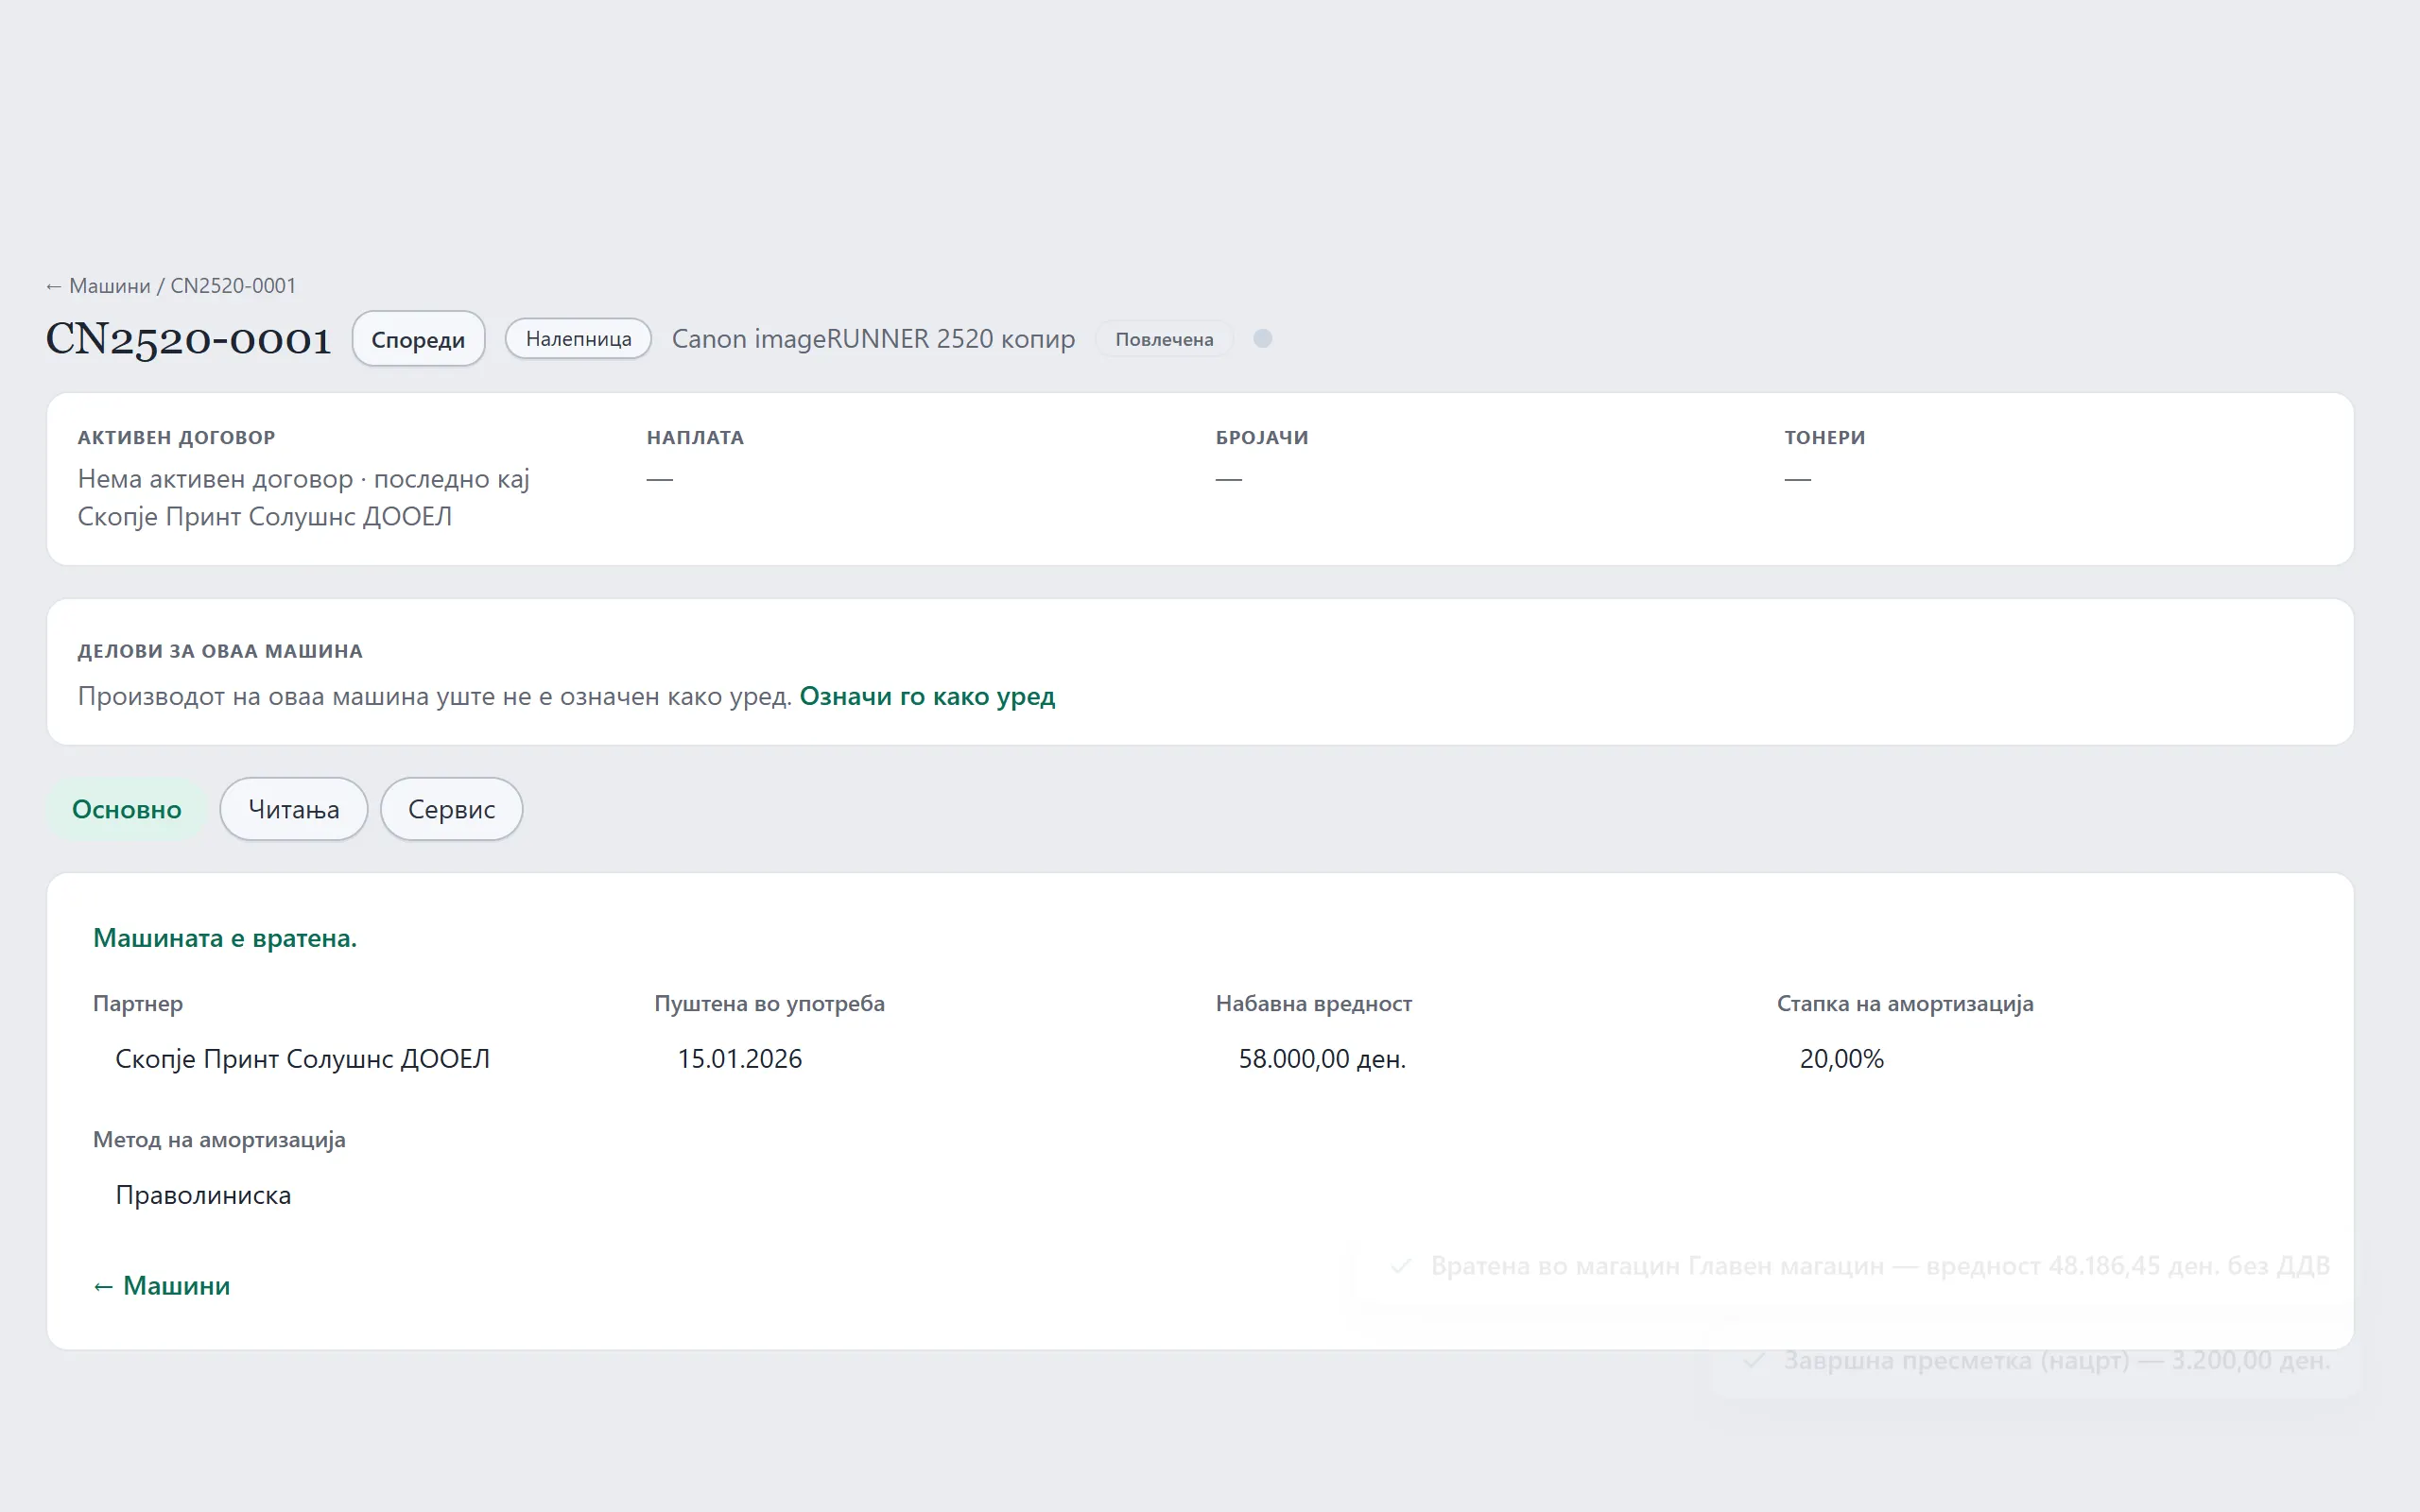 ← Машини / CN2520-0001
CN2520-0001 Спореди Налепница Canon imageRUNNER 2520 копир Повлечена
АКТИВЕН ДОГОВОР НАПЛАТА БРОЈАЧИ ТОНЕРИ
Нема активен договор · последно кај — — —
Скопје Принт Солушнс ДООЕЛ
ДЕЛОВИ ЗА ОВАА МАШИНА
Производот на оваа машина уште не е означен како уред. Означи го како уред
Основно Читања Сервис
Машината е вратена.
Партнер Пуштена во употреба Набавна вредност Стапка на амортизација
Скопје Принт Солушнс ДООЕЛ 15.01.2026 58.000,00 ден. 20,00%
Метод на амортизација
Праволиниска
✓ Вратена во магацин Главен магацин — вредност 48.186,45 ден. без ДДВ
← Машини
✓ Завршна пресметка (нацрт) — 3.200,00 ден.